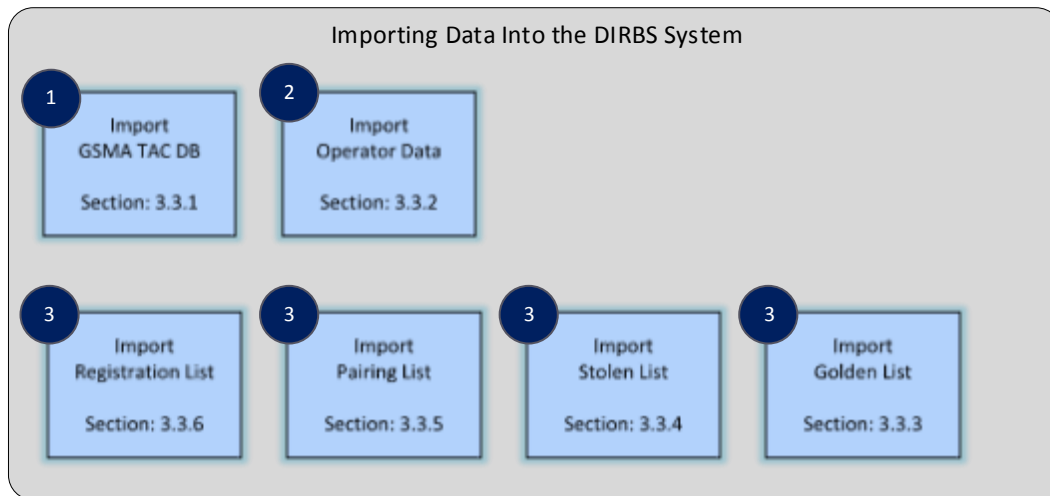 Importing Data Into the DIRBS System
1
Import
GSMA TAC DB
Section: 3.3.1
2
Import
Operator Data
Section: 3.3.2
3
Import
Registration List
Section: 3.3.6
3
Import
Pairing List
Section: 3.3.5
3
Import
Stolen List
Section: 3.3.4
3
Import
Golden List
Section: 3.3.3